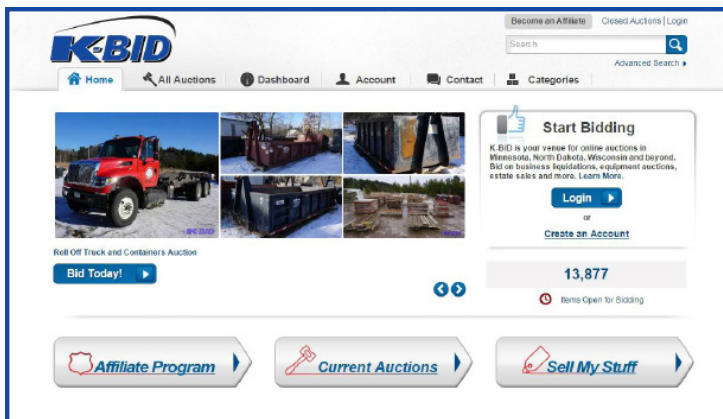 Become an Affiliate Closed Auctions | Login
K-BID
Search
Advanced Search
Home All Auctions Dashboard Account Contact Categories
Start Bidding
K-BID is your venue for online auctions in
Minnesota, North Dakota, Wisconsin and beyond.
Bid on business liquidations, equipment auctions,
estate sales and more. Learn More.
Login
or
Create an Account
K-BID
Roll Off Truck and Containers Auction
Bid Today!
13,877
Items Open for Bidding
Affiliate Program
Current Auctions
Sell My Stuff